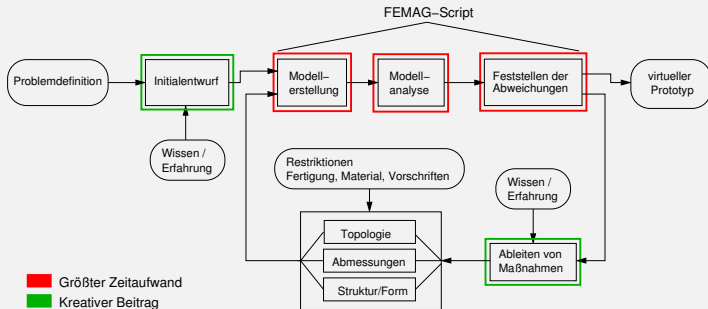 FEMAG-Script
Problemdefinition
Initialentwurf
Modell-
erstellung
Modell-
analyse
Feststellen der
Abweichungen
virtueller
Prototyp
Wissen /
Erfahrung
Restriktionen
Fertigung, Material, Vorschriften
Wissen /
Erfahrung
Topologie
Abmessungen
Struktur/Form
Ableiten von
Maßnahmen
Größter Zeitaufwand
Kreativer Beitrag